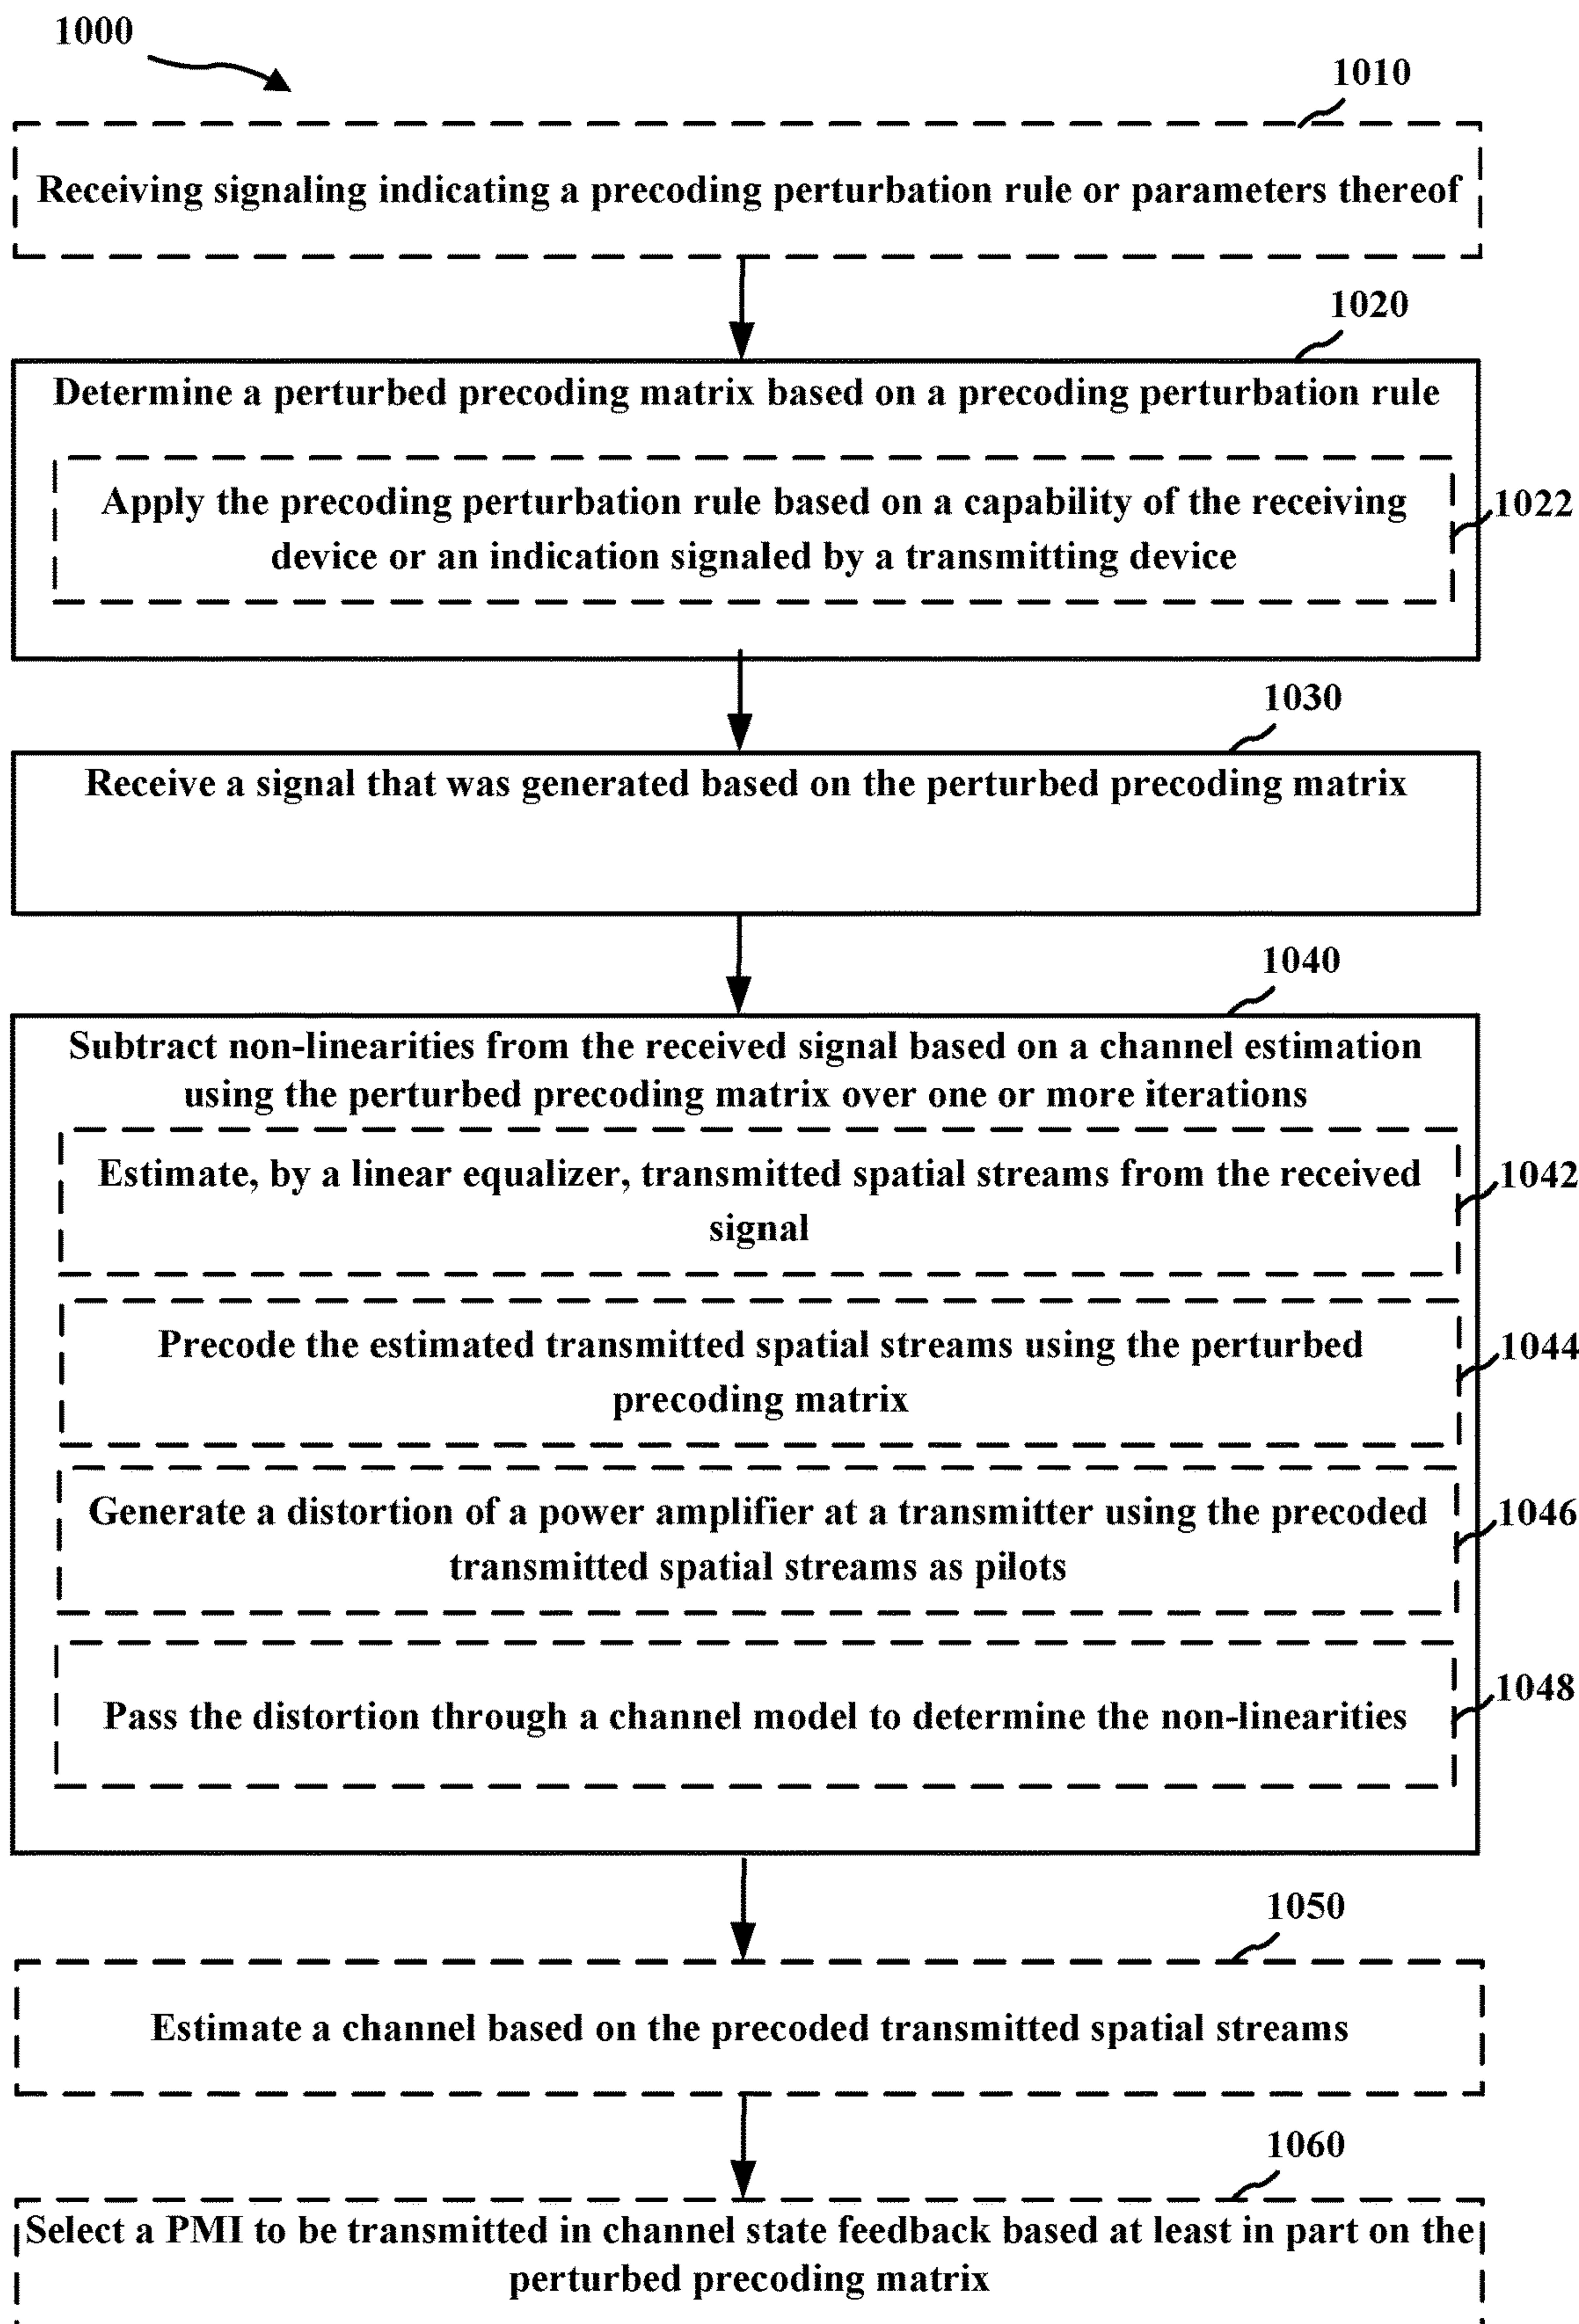 1000
1010
Receiving signaling indicating a precoding perturbation rule or parameters thereof
1020
Determine a perturbed precoding matrix based on a precoding perturbation rule
Apply the precoding perturbation rule based on a capability of the receiving
device or an indication signaled by a transmitting device
1022
1030
Receive a signal that was generated based on the perturbed precoding matrix
1040
Subtract non-linearities from the received signal based on a channel estimation
using the perturbed precoding matrix over one or more iterations
Estimate, by a linear equalizer, transmitted spatial streams from the received
signal
1042
Precode the estimated transmitted spatial streams using the perturbed
precoding matrix
1044
Generate a distortion of a power amplifier at a transmitter using the precoded
transmitted spatial streams as pilots
1046
Pass the distortion through a channel model to determine the non-linearities
1048
1050
Estimate a channel based on the precoded transmitted spatial streams
1060
Select a PMI to be transmitted in channel state feedback based at least in part on the
perturbed precoding matrix